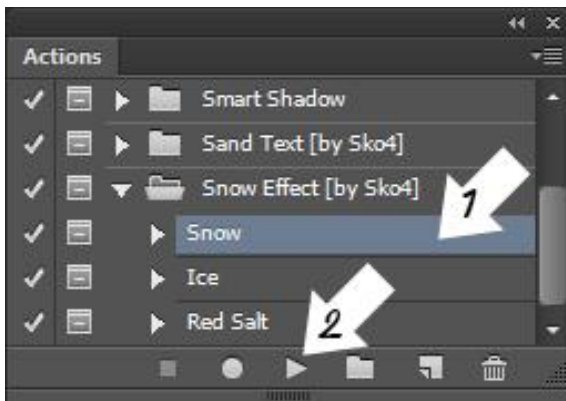 Actions
Smart Shadow
Sand Text [by Sko4]
Snow Effect [by Sko4]
1
Snow
Ice
Red Salt
2